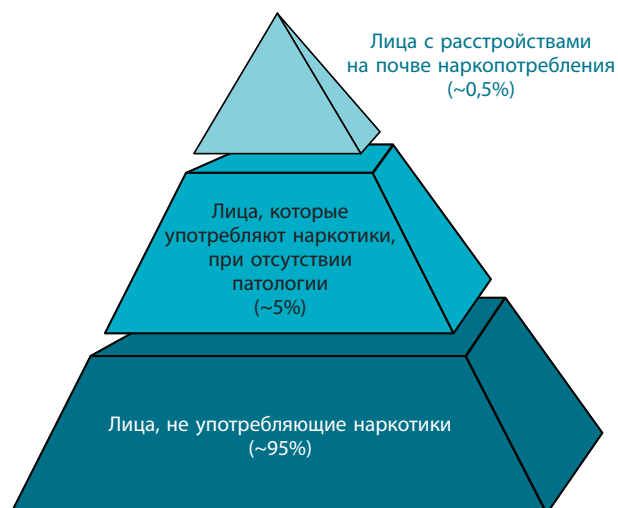 Лица с расстройствами
на почве наркопотребления
(~0,5%)
Лица, которые
употребляют наркотики,
при отсутствии
патологии
(~5%)
Лица, не употребляющие наркотики
(~95%)